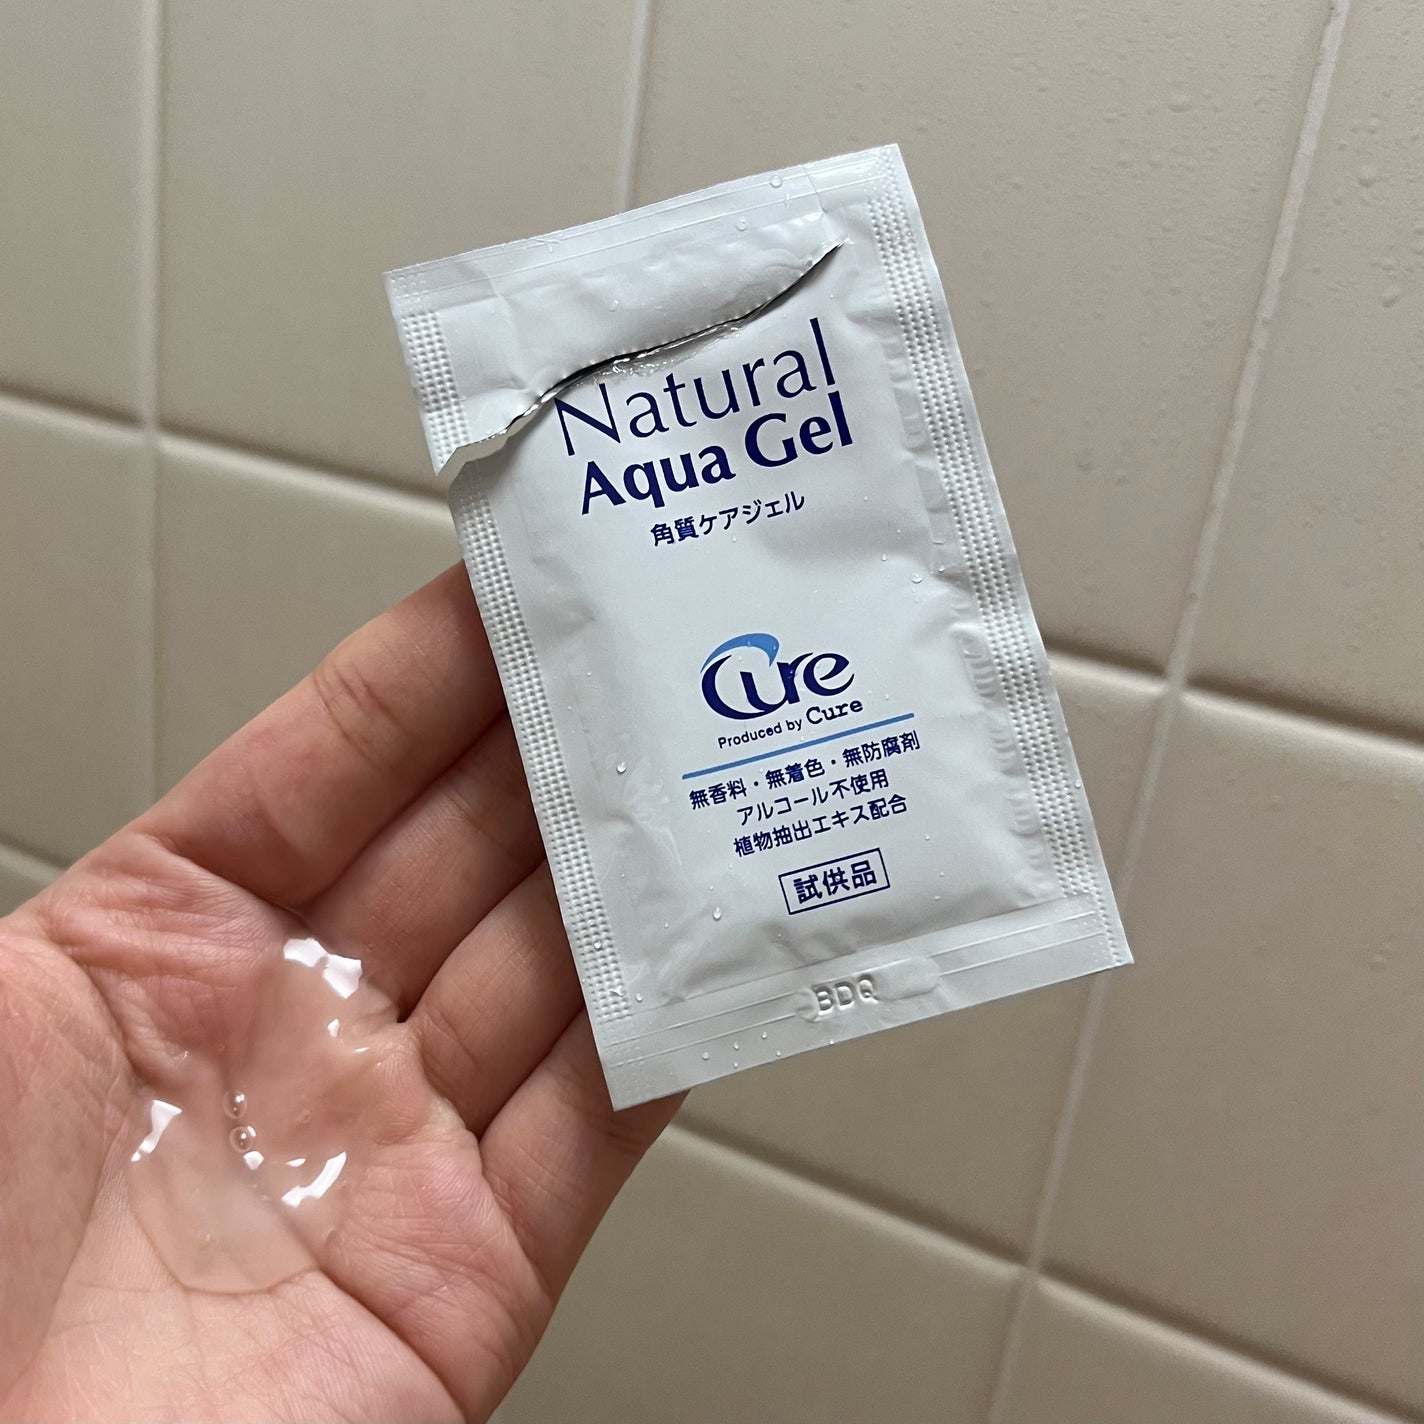 Natural
Aqua Gel
角質ケアジェル
Cure
Produced by Cure
無香料・無着色・無防腐剤
アルコール不使用
植物抽出エキス配合
試供品
BDQ